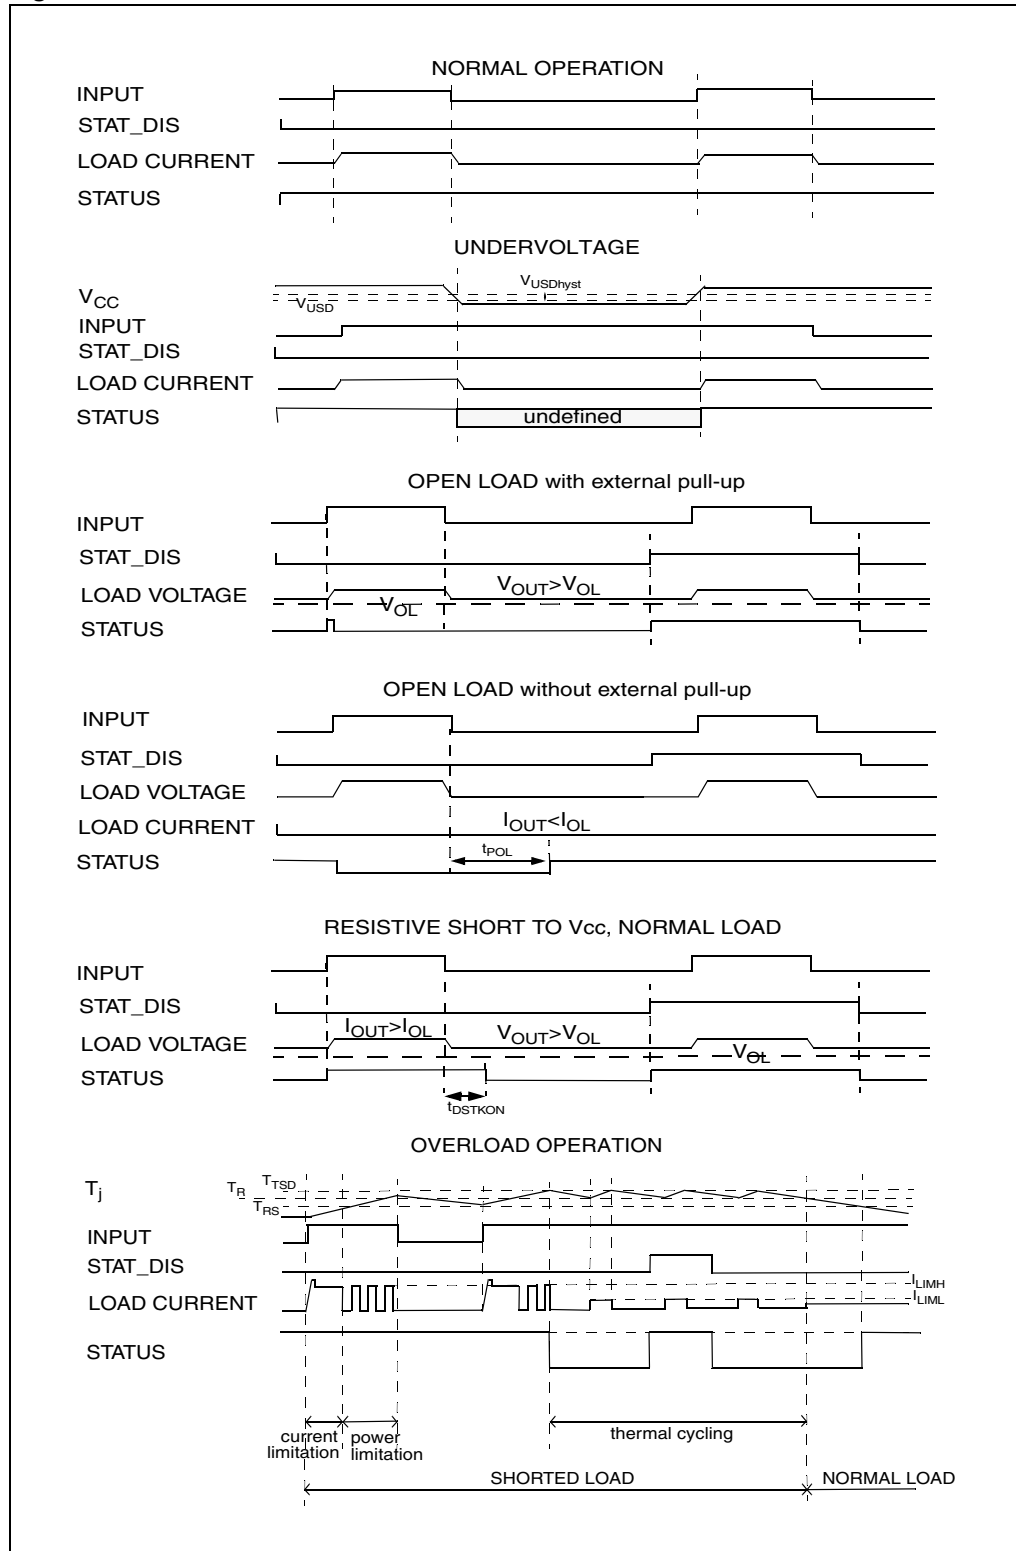 NORMAL OPERATION
INPUT
STAT_DIS
LOAD CURRENT
STATUS
UNDERVOLTAGE
VUSDhyst
VCC
VUSD
INPUT
STAT_DIS
LOAD CURRENT
STATUS
undefined
OPEN LOAD with external pull-up
INPUT
STAT_DIS
LOAD VOLTAGE
VOUT>VOL
VOL
STATUS
OPEN LOAD without external pull-up
INPUT
STAT_DIS
LOAD VOLTAGE
LOAD CURRENT
IOUT<IOL
STATUS
tPOL
RESISTIVE SHORT TO Vcc, NORMAL LOAD
INPUT
STAT_DIS
IOUT>IOL
VOUT>VOL
LOAD VOLTAGE
VOL
STATUS
tDSTKON
OVERLOAD OPERATION
Tj
TR
TTSD
TRS
INPUT
STAT_DIS
ILIMH
LOAD CURRENT
ILIML
STATUS
current
limitation
power
limitation
thermal cycling
SHORTED LOAD
NORMAL LOAD